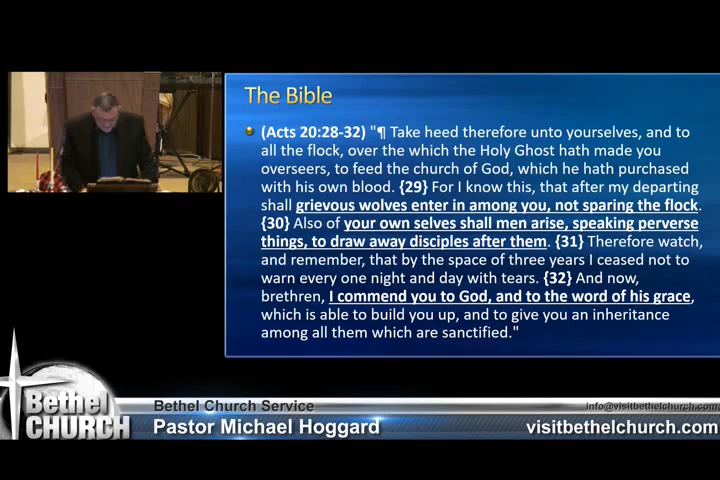 The Bible
(Acts 20:28-32) "¶ Take heed therefore unto yourselves, and to
all the flock, over the which the Holy Ghost hath made you
overseers, to feed the church of God, which he hath purchased
with his own blood. {29} For I know this, that after my departing
shall grievous wolves enter in among you, not sparing the flock.
{30} Also of your own selves shall men arise, speaking perverse
things, to draw away disciples after them. {31} Therefore watch,
and remember, that by the space of three years I ceased not to
warn every one night and day with tears. {32} And now,
brethren, I commend you to God, and to the word of his grace,
which is able to build you up, and to give you an inheritance
among all them which are sanctified."
Bethel
CHURCH
Bethel Church Service
info@visitbethelchurch.com
Pastor Michael Hoggard
visitbethelchurch.com